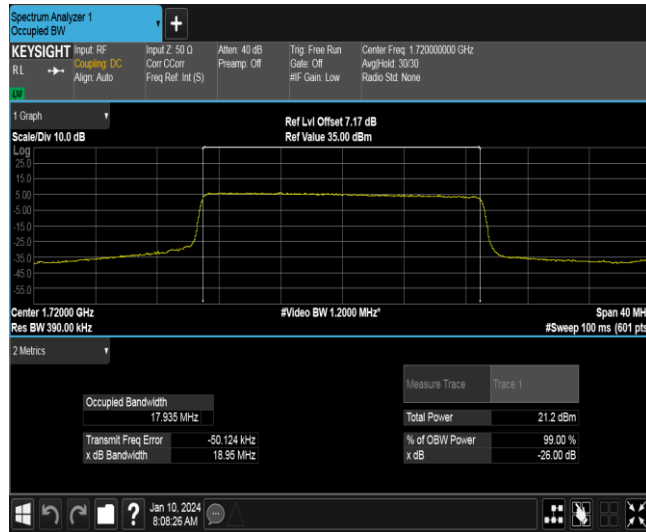 Spectrum Analyzer 1
Occupied BW
KEYSIGHT
RL
LXI
Input: RF
Coupling: DC
Align: Auto
Input Z: 50 Ω
Corr CCorr
Freq Ref: Int (S)
Atten: 40 dB
Preamp: Off
Trig: Free Run
Gate: Off
#IF Gain: Low
Center Freq: 1.720000000 GHz
Avg|Hold: 30/30
Radio Std: None
1 Graph
Scale/Div 10.0 dB
Ref Lvl Offset 7.17 dB
Ref Value 35.00 dBm
Log
25.0
15.0
5.00
-5.00
-15.0
-25.0
-35.0
-45.0
-55.0
Center 1.72000 GHz
Res BW 390.00 kHz
#Video BW 1.2000 MHz*
Span 40 MH
#Sweep 100 ms (601 pts
2 Metrics
Measure Trace Trace 1
Occupied Bandwidth
17.935 MHz
Total Power 21.2 dBm
Transmit Freq Error -50.124 kHz
% of OBW Power 99.00 %
x dB Bandwidth 18.95 MHz
x dB -26.00 dB
?
Jan 10, 2024
8:08:26 AM